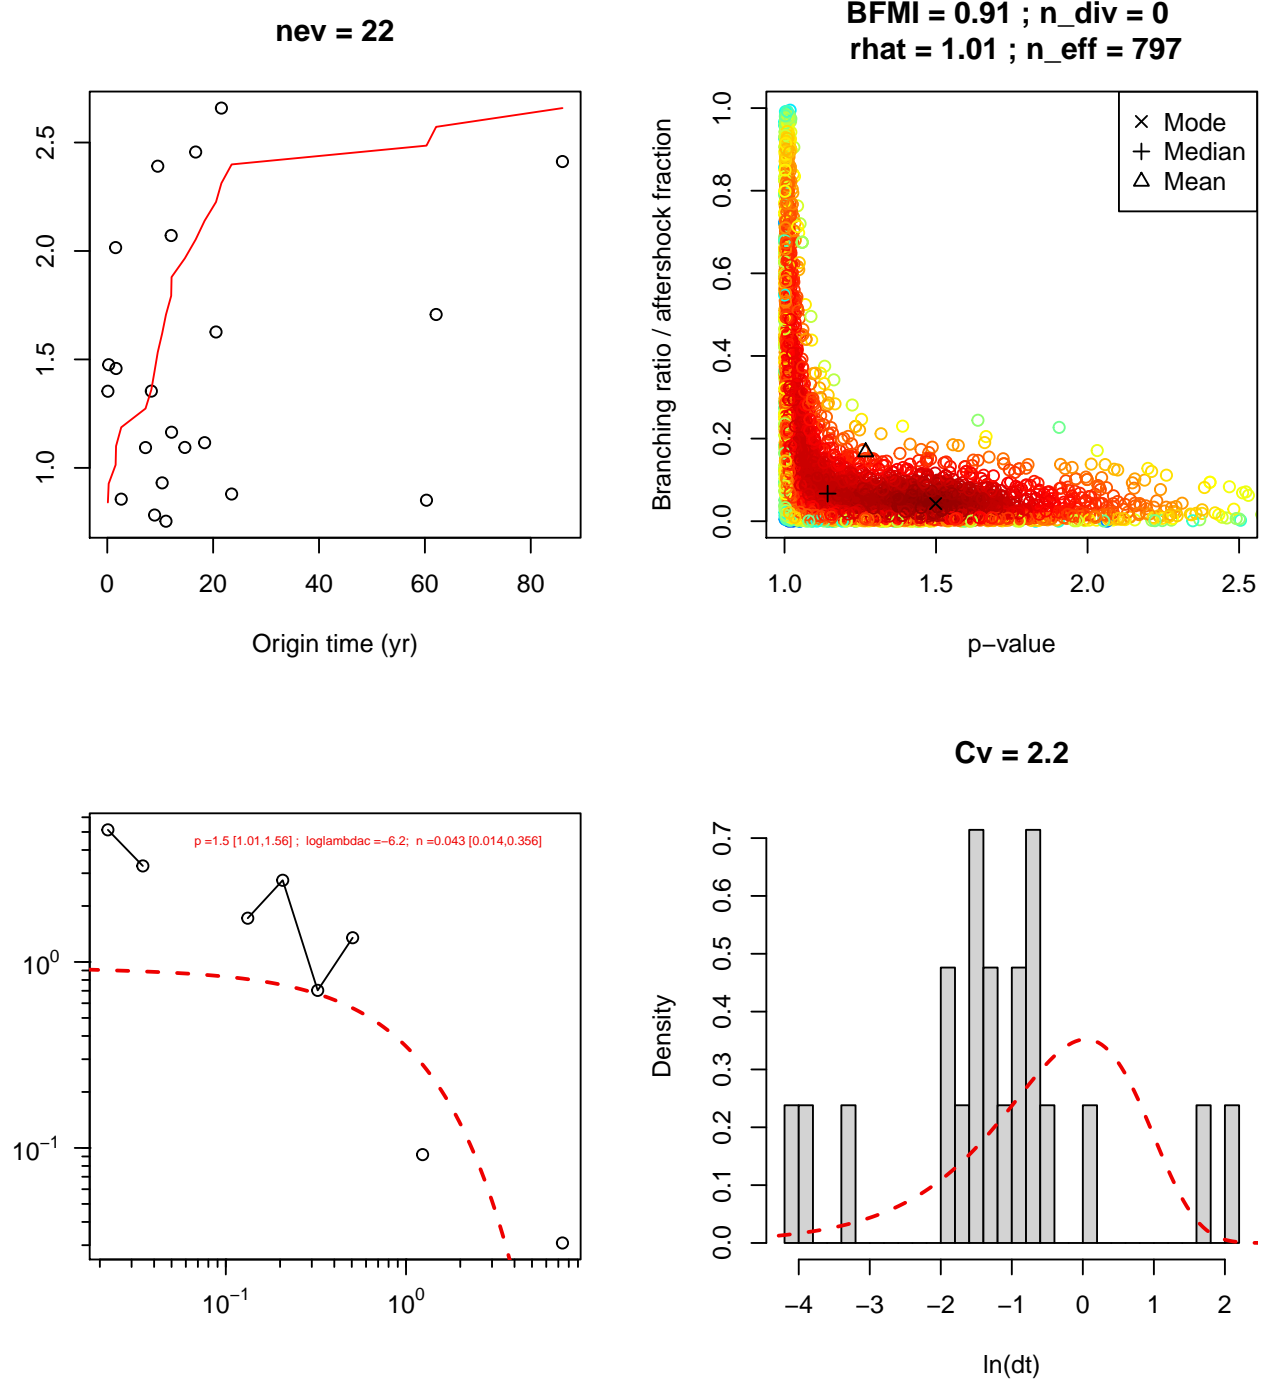 nev = 22
2.5
2.0
1.5
1.0
0 20 40 60 80
Origin time (yr)
BFMI = 0.91 ; n_div = 0
rhat = 1.01 ; n_eff = 797
Branching ratio / aftershock fraction
1.0
0.8
0.6
0.4
0.2
0.0
Mode
Median
Mean
1.0 1.5 2.0 2.5
p−value
p =1.5 [1.01,1.56] ; loglambdac =−6.2; n =0.043 [0.014,0.356]
10⁰
10⁻¹
10⁻¹ 10⁰
Cv = 2.2
Density
0.7
0.6
0.5
0.4
0.3
0.2
0.1
0.0
−4 −3 −2 −1 0 1 2
ln(dt)